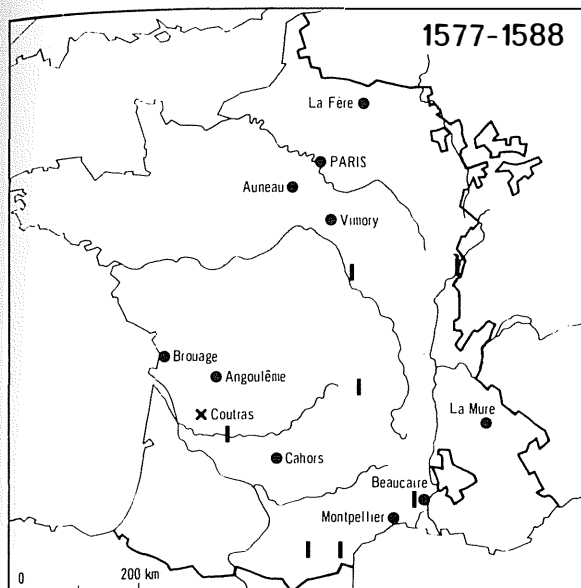 1577-1588
La Fère
PARIS
Auneau
Vimory
Brouage
Angoulême
Coutras
La Mure
Cahors
Beaucaire
Montpellier
0 200 km